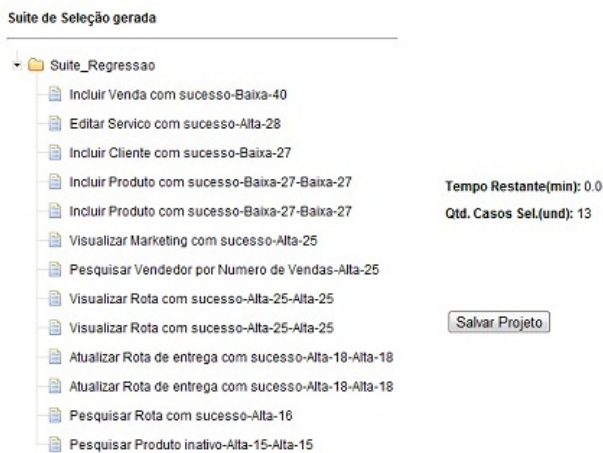 Suite de Seleção gerada
Suite_Regressao
Incluir Venda com sucesso-Baixa-40
Editar Servico com sucesso-Alta-28
Incluir Cliente com sucesso-Baixa-27
Incluir Produto com sucesso-Baixa-27-Baixa-27
Incluir Produto com sucesso-Baixa-27-Baixa-27
Visualizar Marketing com sucesso-Alta-25
Pesquisar Vendedor por Numero de Vendas-Alta-25
Visualizar Rota com sucesso-Alta-25-Alta-25
Visualizar Rota com sucesso-Alta-25-Alta-25
Atualizar Rota de entrega com sucesso-Alta-18-Alta-18
Atualizar Rota de entrega com sucesso-Alta-18-Alta-18
Pesquisar Rota com sucesso-Alta-16
Pesquisar Produto inativo-Alta-15-Alta-15
Tempo Restante(min): 0.0
Qtd. Casos Sel.(und): 13
Salvar Projeto